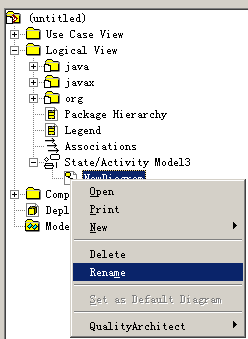 (untitled)
Use Case View
Logical View
java
javax
org
Package Hierarchy
Legend
Associations
State/Activity Model3
NewDiagram
Comp
Depl
Mode
Open
Print
New
Delete
Rename
Set as Default Diagram
QualityArchitect